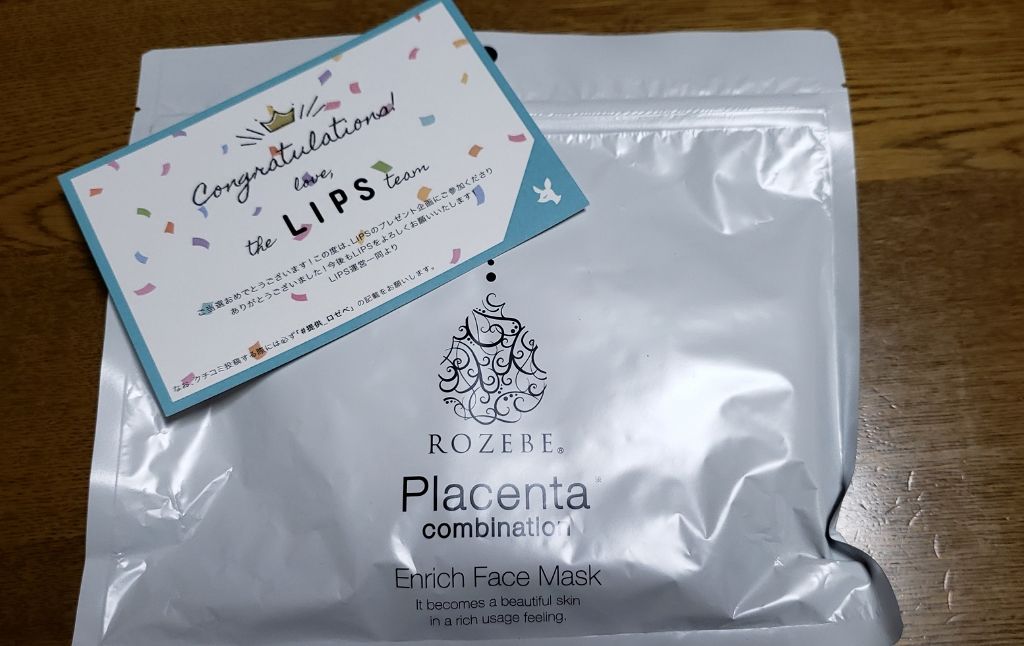 Congratulations!
love,
the LIPS team
ご当選おめでとうございます！この度は、LIPSのプレゼント企画にご参加くださり
ありがとうございました！今後もLIPSをよろしくお願いいたします！
LIPS運営一同より
なお、クチコミ投稿する際には必ず「#提供_ロゼベ」の記載をお願いします。
ROZEBE®
Placenta※
combination
Enrich Face Mask
It becomes a beautiful skin
in a rich usage feeling.